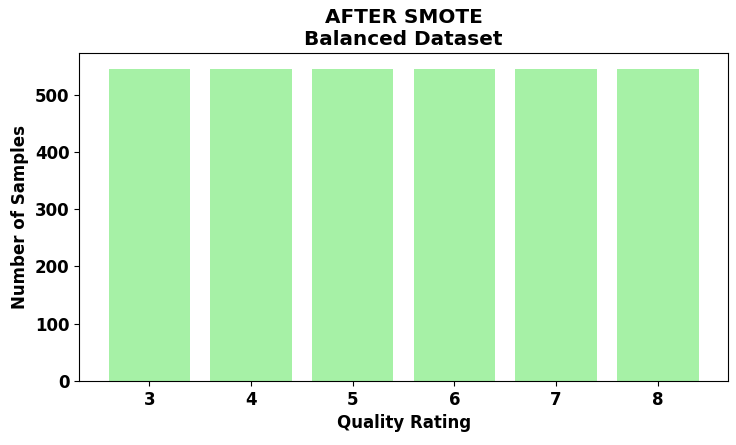 AFTER SMOTE
Balanced Dataset
Number of Samples
500
400
300
200
100
0
3 4 5 6 7 8
Quality Rating